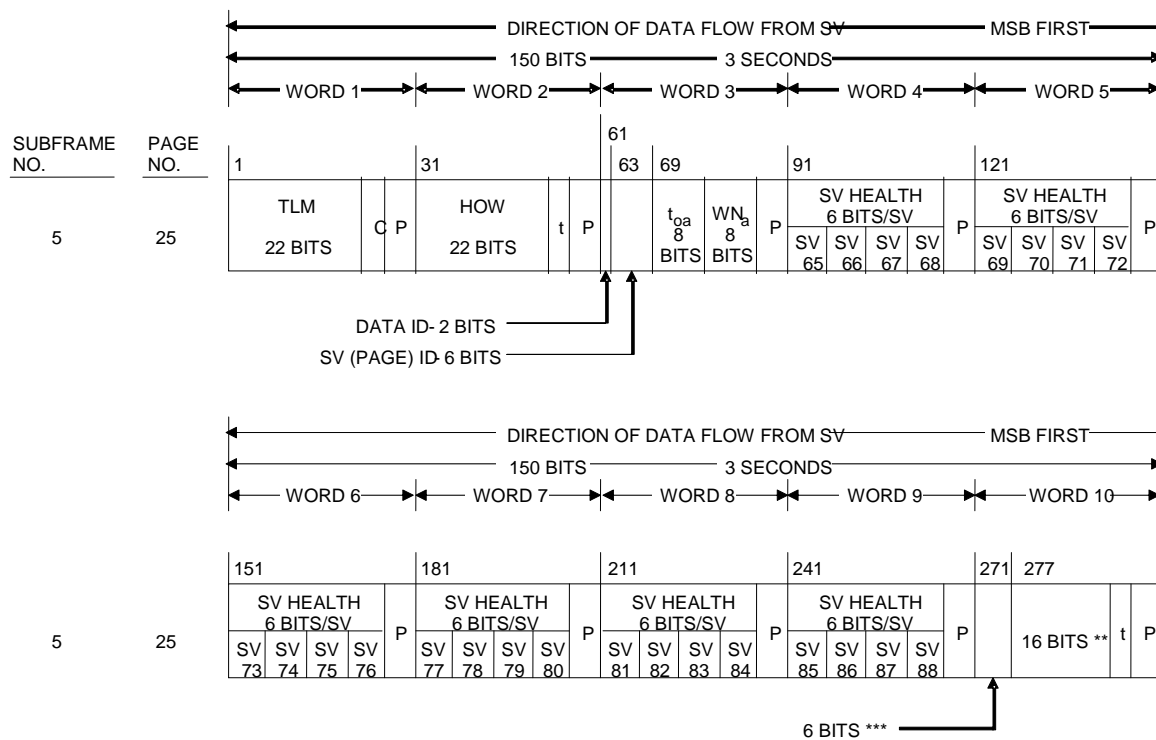 DIRECTION OF DATA FLOW FROM SV MSB FIRST
150 BITS 3 SECONDS
WORD 1 WORD 2 WORD 3 WORD 4 WORD 5
SUBFRAME NO. PAGE NO.
61
1 31 63 69 91 121
5 25
TLM 22 BITS C P
HOW 22 BITS t P
toa 8 BITS WNa 8 BITS P
SV HEALTH 6 BITS/SV P
SV 65 SV 66 SV 67 SV 68
SV HEALTH 6 BITS/SV P
SV 69 SV 70 SV 71 SV 72
DATA ID- 2 BITS
SV (PAGE) ID- 6 BITS
DIRECTION OF DATA FLOW FROM SV MSB FIRST
150 BITS 3 SECONDS
WORD 6 WORD 7 WORD 8 WORD 9 WORD 10
151 181 211 241 271 277
5 25
SV HEALTH 6 BITS/SV P
SV 73 SV 74 SV 75 SV 76
SV HEALTH 6 BITS/SV P
SV 77 SV 78 SV 79 SV 80
SV HEALTH 6 BITS/SV P
SV 81 SV 82 SV 83 SV 84
SV HEALTH 6 BITS/SV P
SV 85 SV 86 SV 87 SV 88
16 BITS ** t P
6 BITS ***